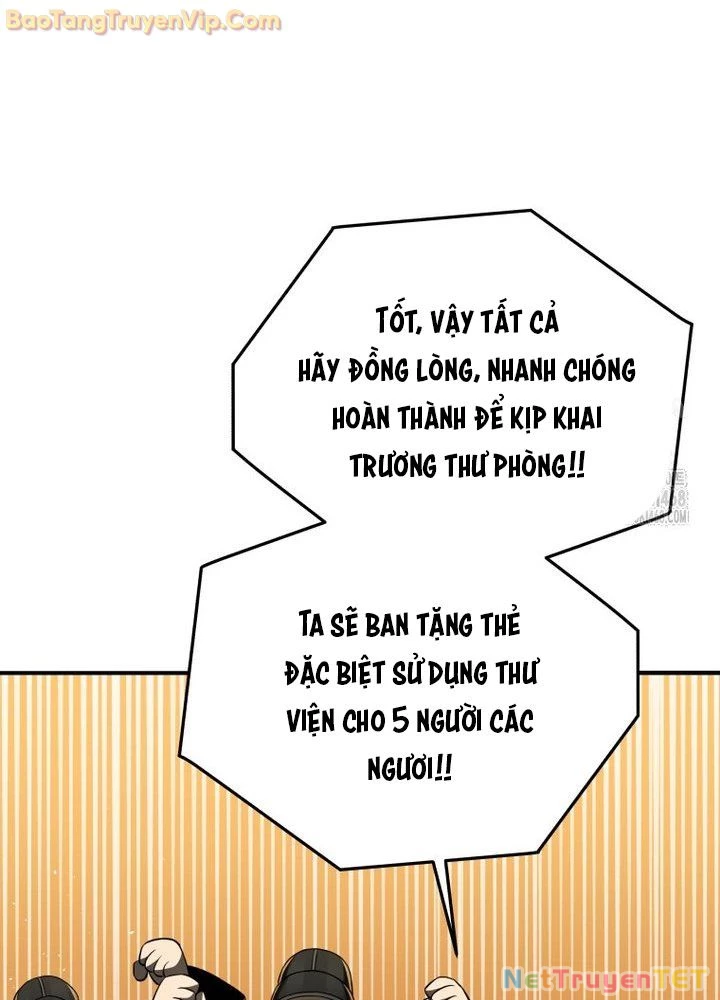 BaoTangTruyenVip.Com
TỐT, VẬY TẤT CẢ
HÃY ĐỒNG LÒNG, NHANH CHÓNG
HOÀN THÀNH ĐỂ KỊP KHAI
TRƯƠNG THƯ PHÒNG!!
TA SẼ BAN TẶNG THẺ
ĐẶC BIỆT SỬ DỤNG THƯ
VIỆN CHO 5 NGƯỜI CÁC
NGƯƠI!!
NetTruyenTET